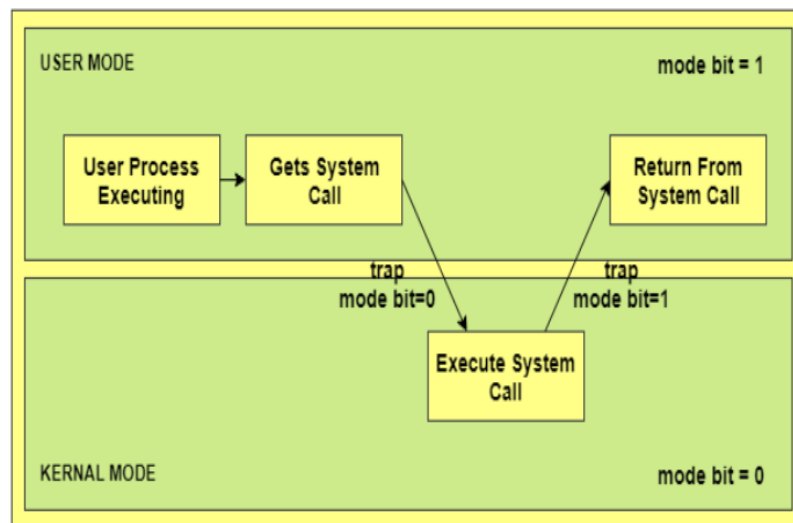 USER MODE
mode bit = 1
User Process
Executing
Gets System
Call
Return From
System Call
trap
mode bit=0
trap
mode bit=1
Execute System
Call
KERNAL MODE
mode bit = 0